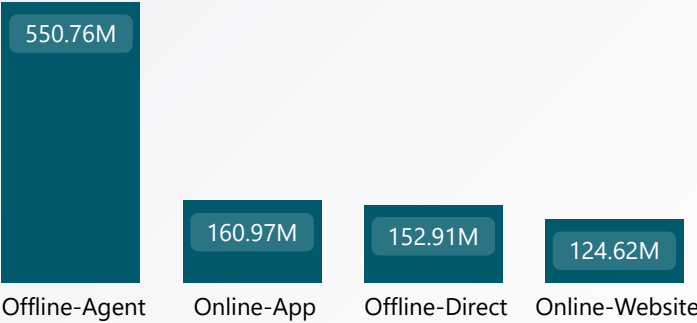 550.76M
160.97M
152.91M
124.62M
Offline-Agent Online-App Offline-Direct Online-Website